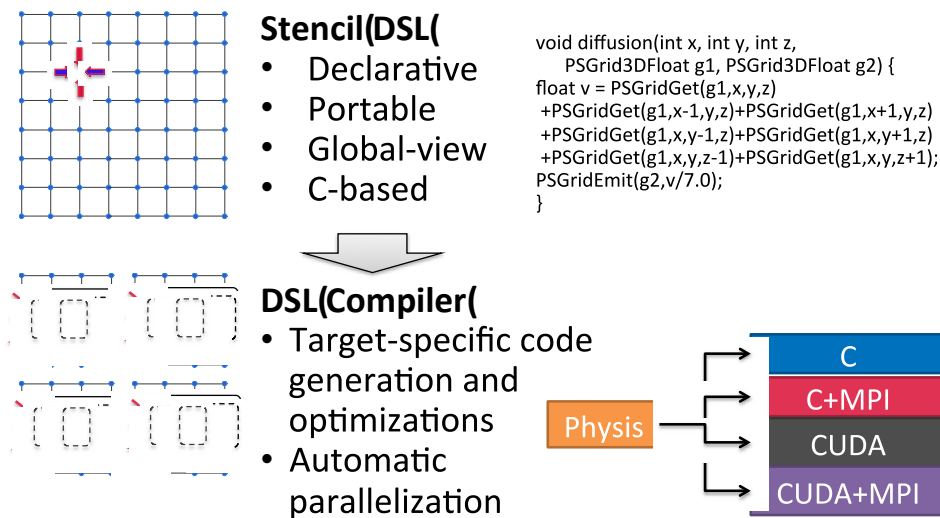 Stencil(DSL(
• Declarative
• Portable
• Global-view
• C-based
void diffusion(int x, int y, int z,
PSGrid3DFloat g1, PSGrid3DFloat g2) {
float v = PSGridGet(g1,x,y,z)
+PSGridGet(g1,x-1,y,z)+PSGridGet(g1,x+1,y,z)
+PSGridGet(g1,x,y-1,z)+PSGridGet(g1,x,y+1,z)
+PSGridGet(g1,x,y,z-1)+PSGridGet(g1,x,y,z+1);
PSGridEmit(g2,v/7.0);
}
DSL(Compiler(
• Target-specific code
generation and
optimizations
• Automatic
parallelization
Physis
C
C+MPI
CUDA
CUDA+MPI